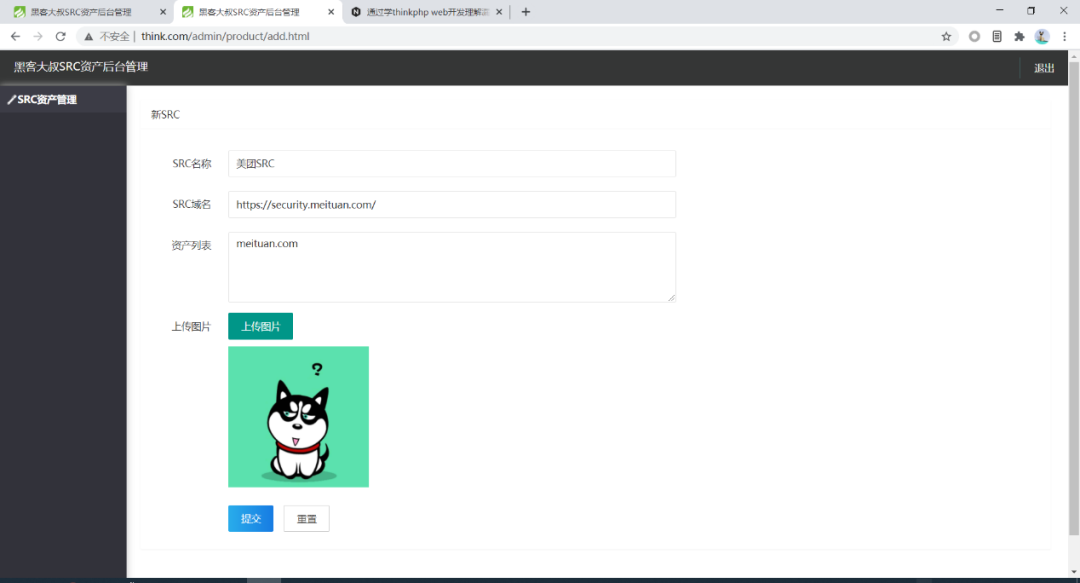 黑客大叔SRC资产后台管理
黑客大叔SRC资产后台管理
通过学thinkphp web开发理解
不安全 | think.com/admin/product/add.html
黑客大叔SRC资产后台管理
退出
SRC资产管理
新SRC
SRC名称
美团SRC
SRC域名
https://security.meituan.com/
资产列表
meituan.com
上传图片
上传图片
?
提交
重置